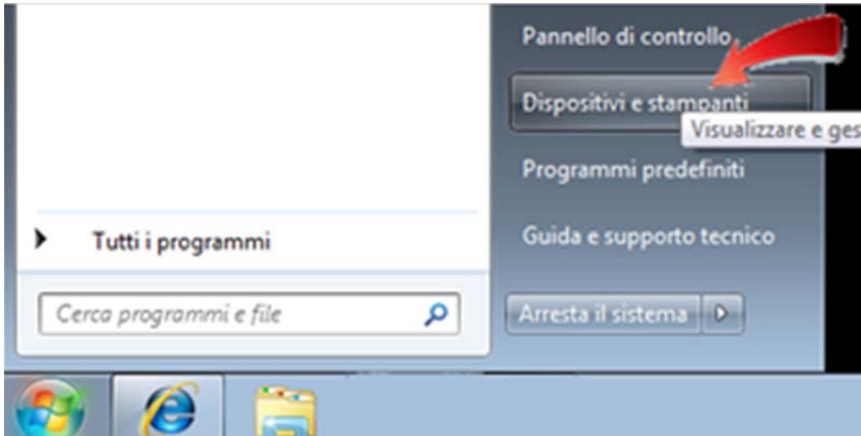 Pannello di controllo
Dispositivi e stampanti
Visualizzare e ges
Programmi predefiniti
Tutti i programmi
Guida e supporto tecnico
Cerca programmi e file
Arresta il sistema